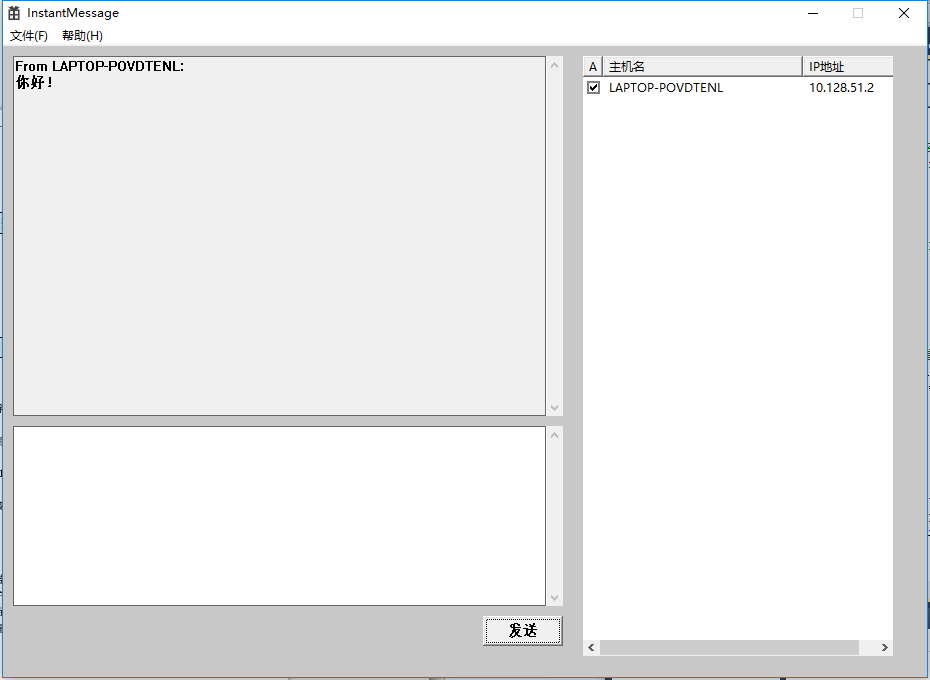 InstantMessage
文件(F) 帮助(H)
From LAPTOP-POVDTENL:
你好！
A 主机名 IP地址
LAPTOP-POVDTENL 10.128.51.2
发送